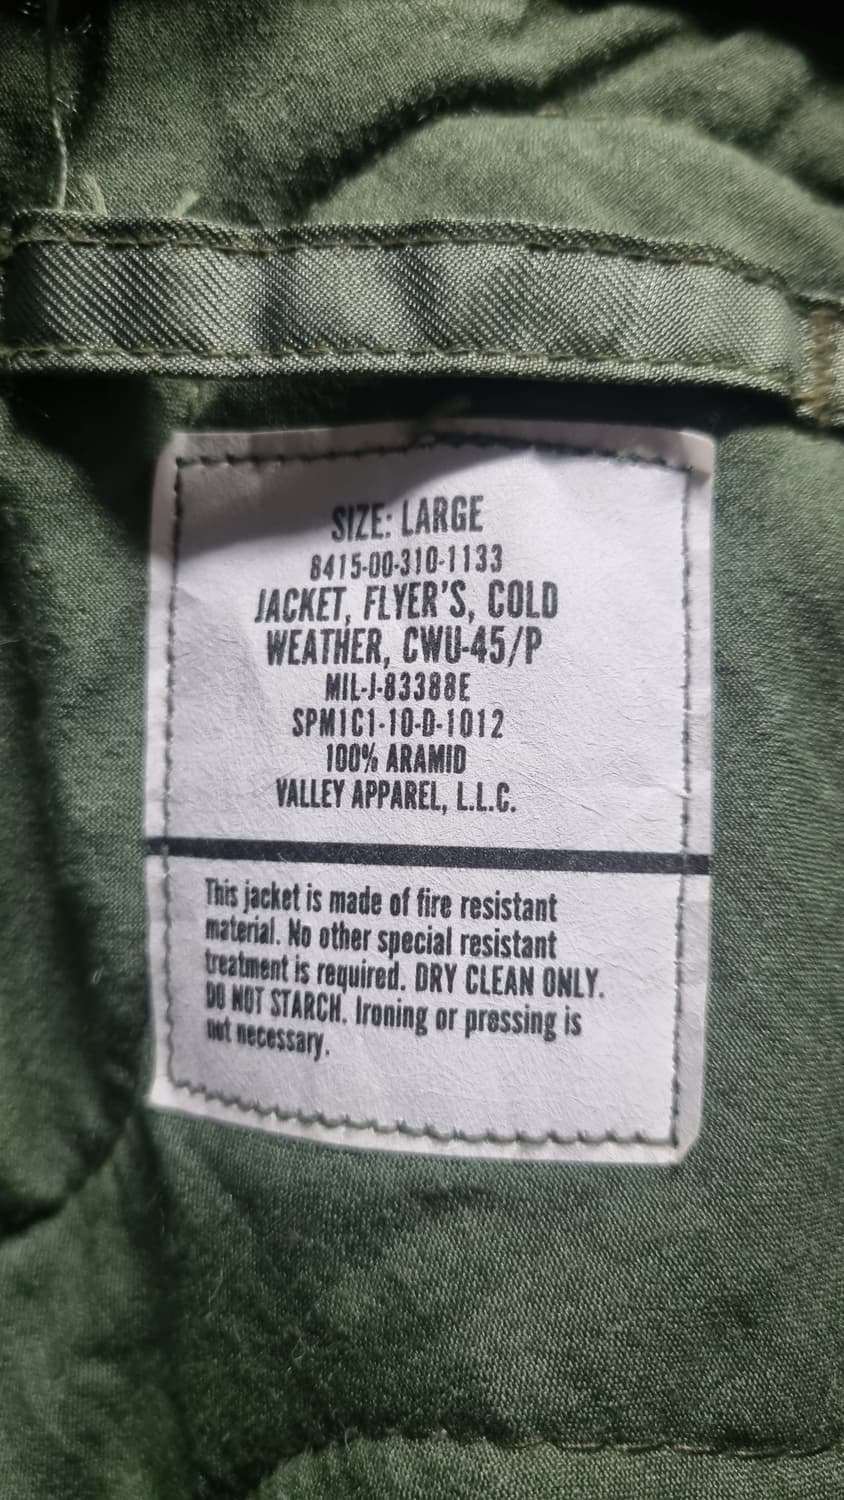 SIZE: LARGE
8415-00-310-1133
JACKET, FLYER'S, COLD
WEATHER, CWU-45/P
MIL-J-83388E
SPM1C1-10-D-1012
100% ARAMID
VALLEY APPAREL, L.L.C.
This jacket is made of fire resistant
material. No other special resistant
treatment is required. DRY CLEAN ONLY.
DO NOT STARCH. Ironing or pressing is
not necessary.